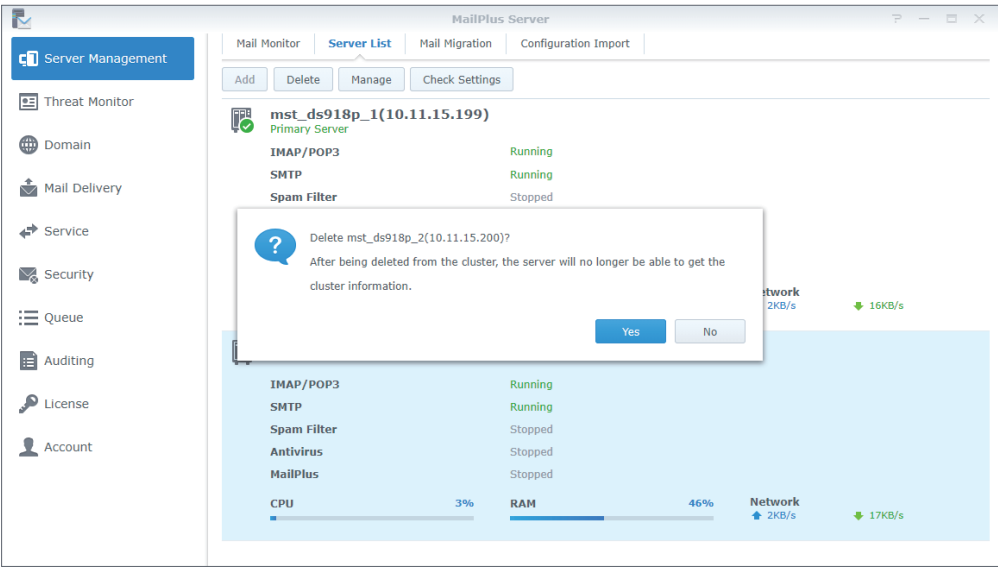 MailPlus Server
Server Management
Threat Monitor
Domain
Mail Delivery
Service
Security
Queue
Auditing
License
Account
Mail Monitor Server List Mail Migration Configuration Import
Add Delete Manage Check Settings
mst_ds918p_1(10.11.15.199)
Primary Server
IMAP/POP3 Running
SMTP Running
Spam Filter Stopped
Delete mst_ds918p_2(10.11.15.200)?
After being deleted from the cluster, the server will no longer be able to get the
cluster information.
Yes No
2KB/s 16KB/s
IMAP/POP3 Running
SMTP Running
Spam Filter Stopped
Antivirus Stopped
MailPlus Stopped
CPU 3% RAM 46% Network
2KB/s 17KB/s